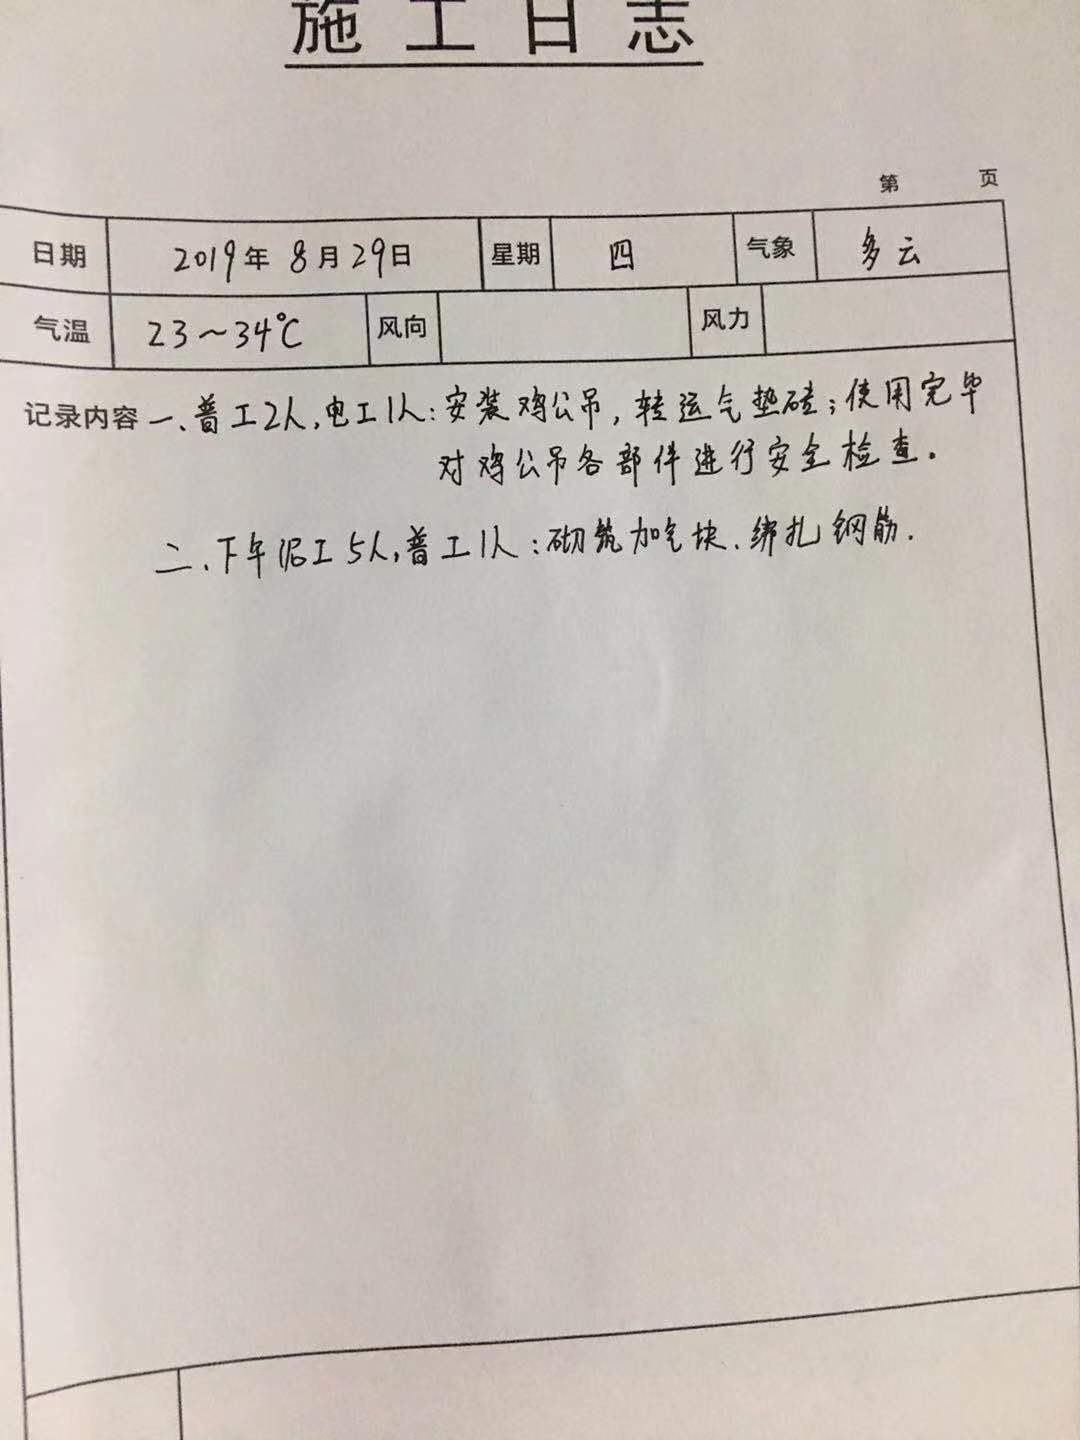 施工日志
第 页
日期 2019年8月29日 星期 四 气象 多云
气温 23～34℃ 风向 风力
记录内容 一、普工2人,电工1人:安装鸡公吊,转运气垫砖;使用完毕
对鸡公吊各部件进行安全检查。
二、下午泥工5人,普工1人:砌筑加气块、绑扎钢筋.